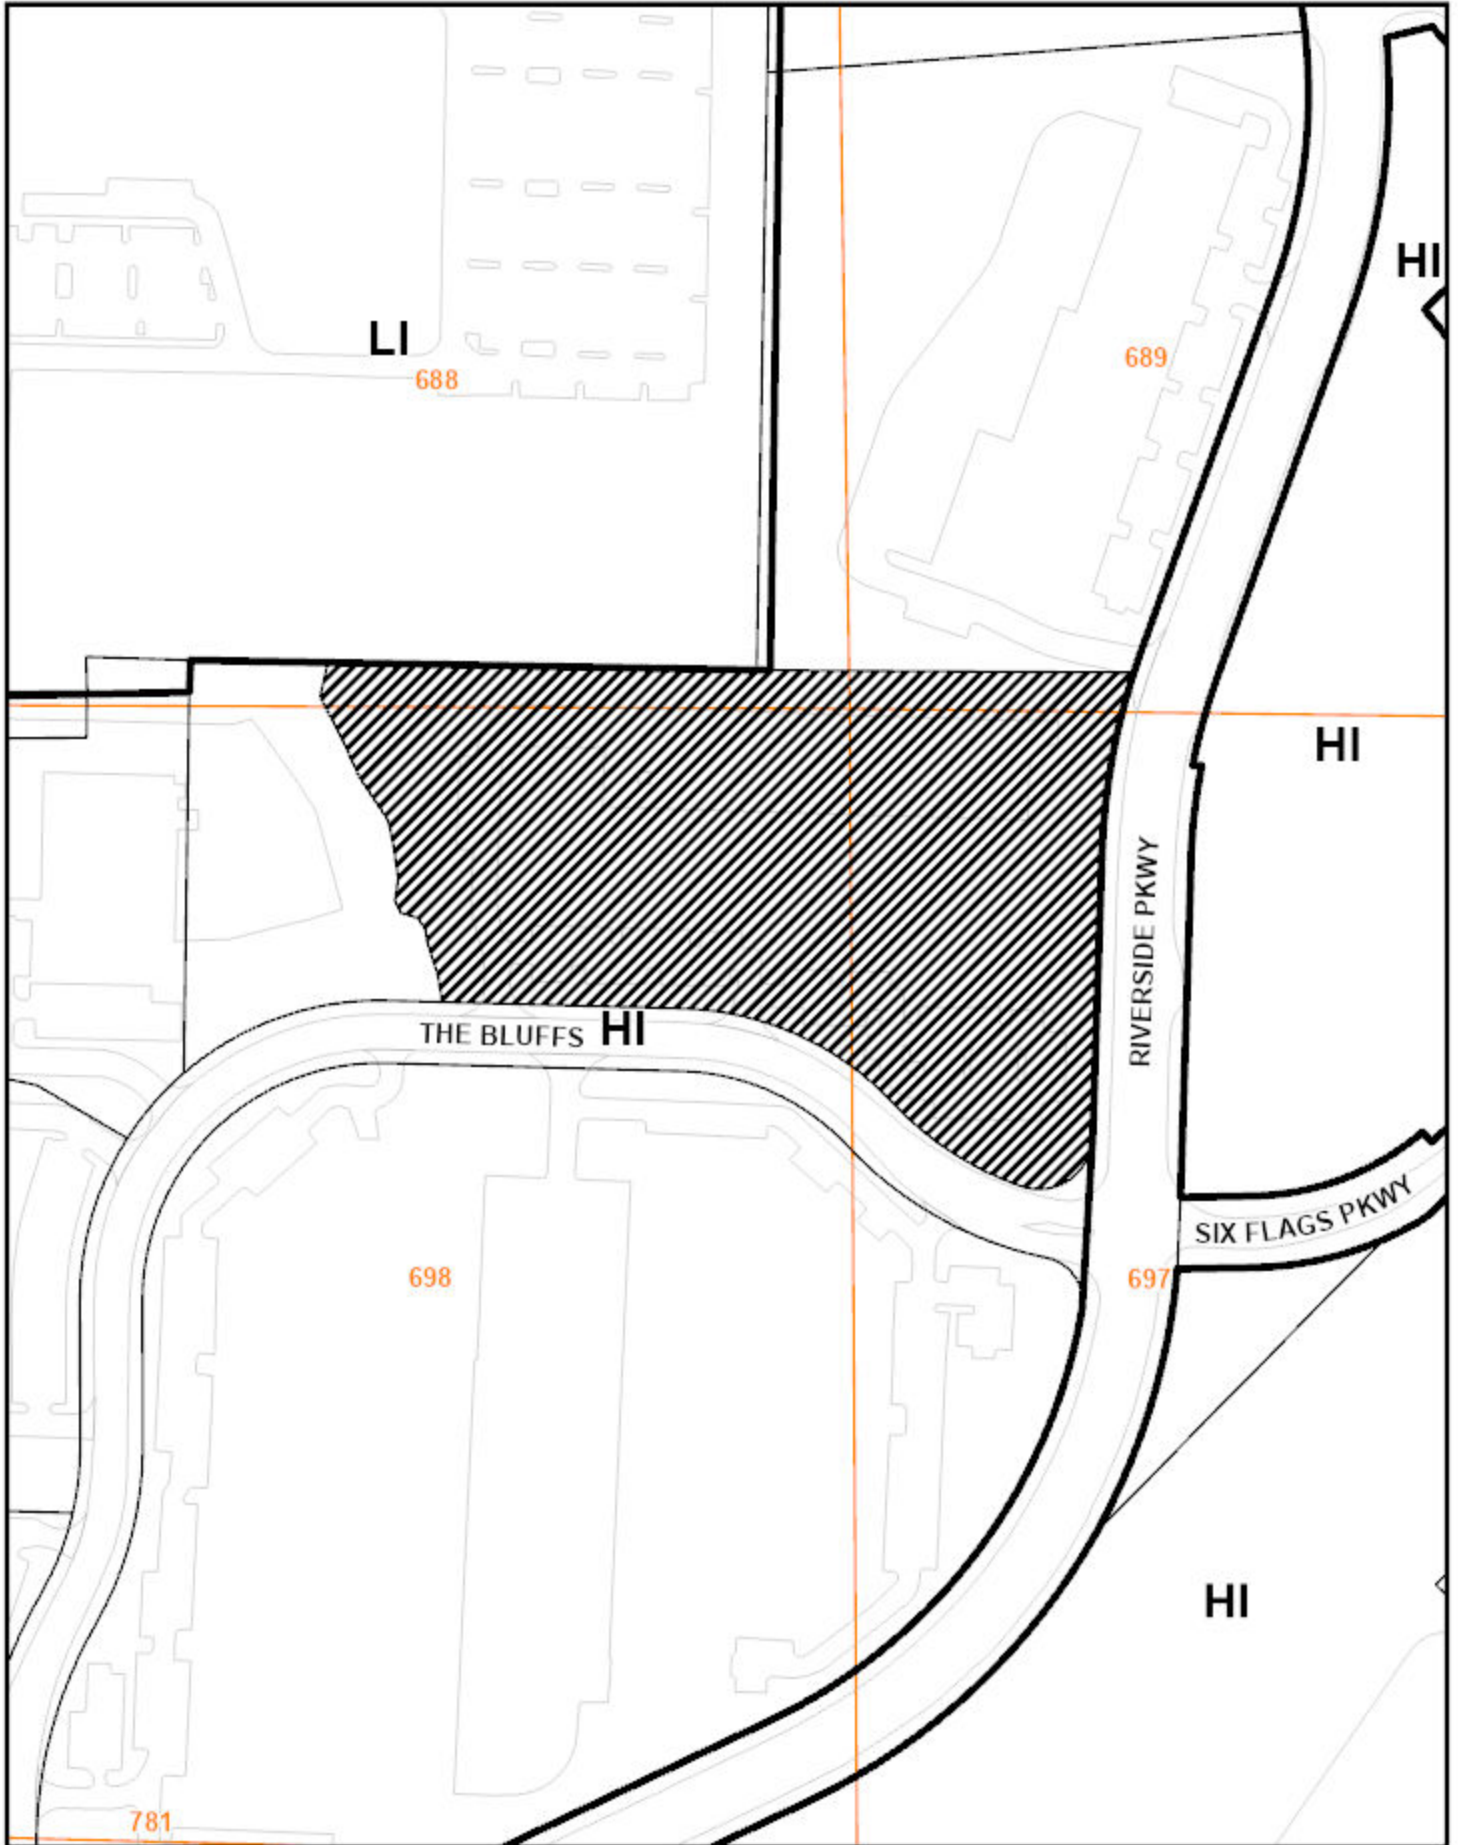 HI
LI
689
688
HI
RIVERSIDE PKWY
THE BLUFFS HI
SIX FLAGS PKWY
698
697
HI
781